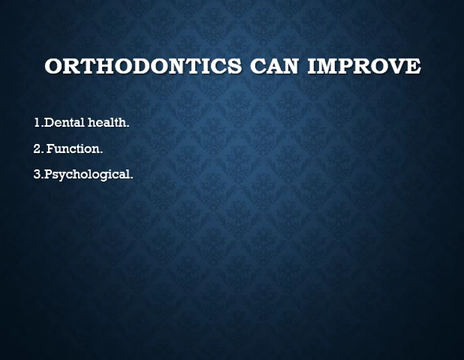 ORTHODONTICS CAN IMPROVE
1.Dental health.
2. Function.
3.Psychological.